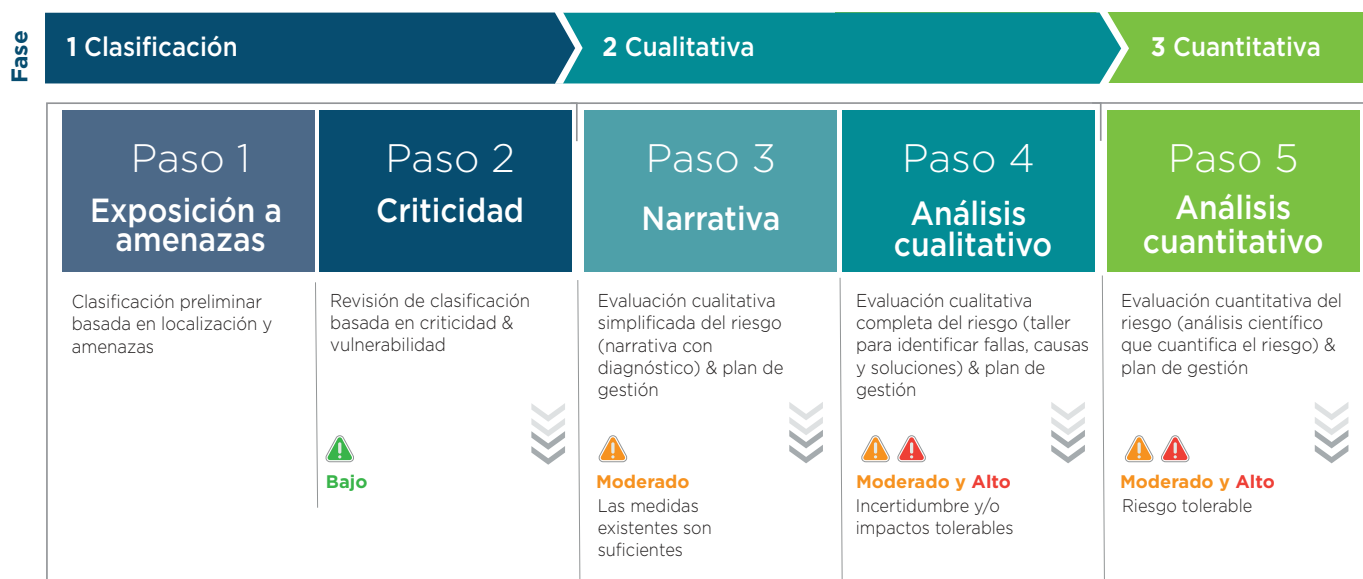 Fase
1 Clasificación
2 Cualitativa
3 Cuantitativa
Paso 1
Exposición a
amenazas
Clasificación preliminar
basada en localización y
amenazas
Paso 2
Criticidad
Revisión de clasificación
basada en criticidad &
vulnerabilidad
Bajo
Paso 3
Narrativa
Evaluación cualitativa
simplificada del riesgo
(narrativa con
diagnóstico) & plan de
gestión
Moderado
Las medidas
existentes son
suficientes
Paso 4
Análisis
cualitativo
Evaluación cualitativa
completa del riesgo (taller
para identificar fallas, causas
y soluciones) & plan de
gestión
Moderado y Alto
Incertidumbre y/o
impactos tolerables
Paso 5
Análisis
cuantitativo
Evaluación cuantitativa del
riesgo (análisis científico
que cuantifica el riesgo) &
plan de gestión
Moderado y Alto
Riesgo tolerable